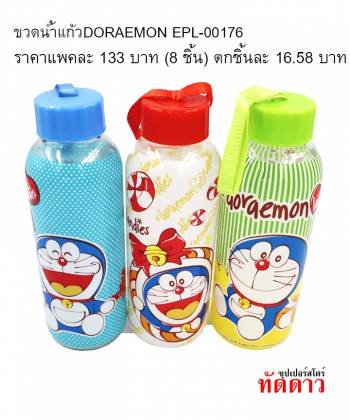 ขวดน้ำแก้วDORAEMON EPL-00176
ราคาแพคละ 133 บาท (8 ชิ้น) ตกชิ้นละ 16.58 บาท
doraemon
ndies
doraemon
ซุปเปอร์สโตร์
ทัดดาว